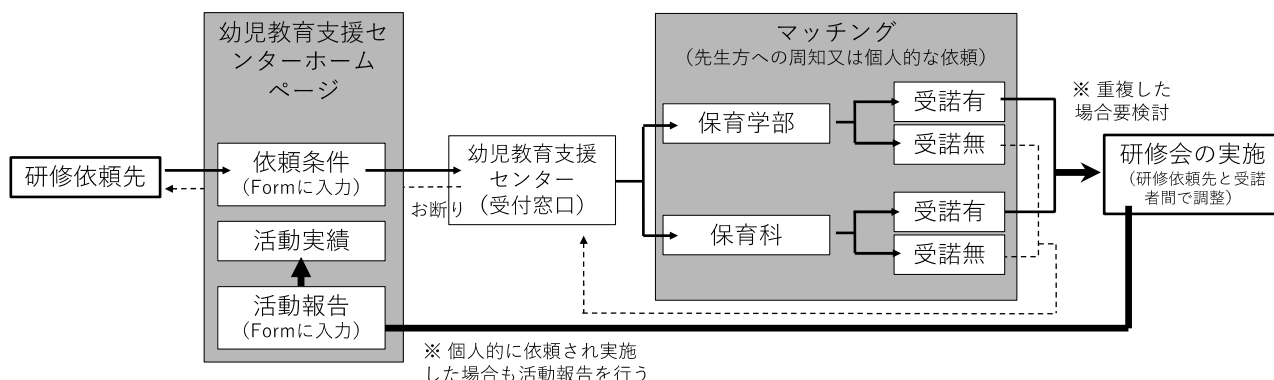 幼児教育支援セ
ンターホーム
ページ
マッチング
（先生方への周知又は個人的な依頼）
研修依頼先
依頼条件
（Formに入力）
お断り
幼児教育支援
センター
（受付窓口）
保育学部
受諾有
受諾無
保育科
受諾有
受諾無
※ 重複した
場合要検討
研修会の実施
（研修依頼先と受諾
者間で調整）
活動実績
活動報告
（Formに入力）
※ 個人的に依頼され実施
した場合も活動報告を行う